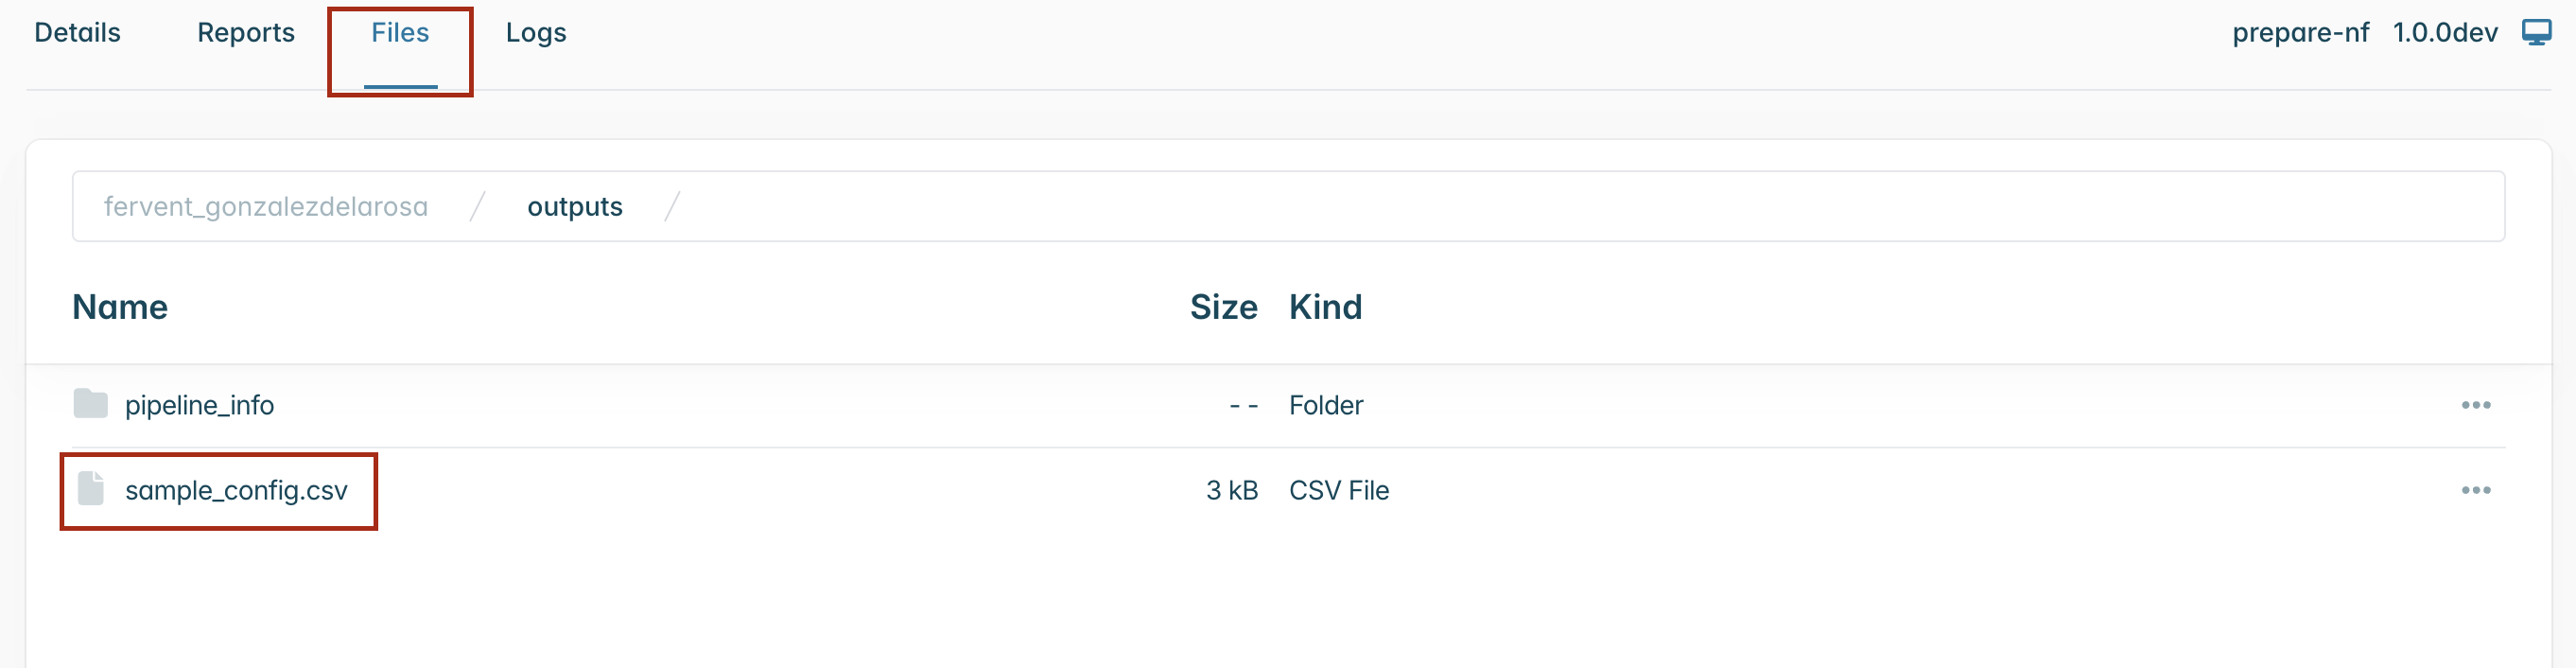 Details Reports Files Logs prepare-nf 1.0.0dev
fervent_gonzalezdelarosa / outputs /
Name Size Kind
pipeline_info -- Folder
sample_config.csv 3 kB CSV File